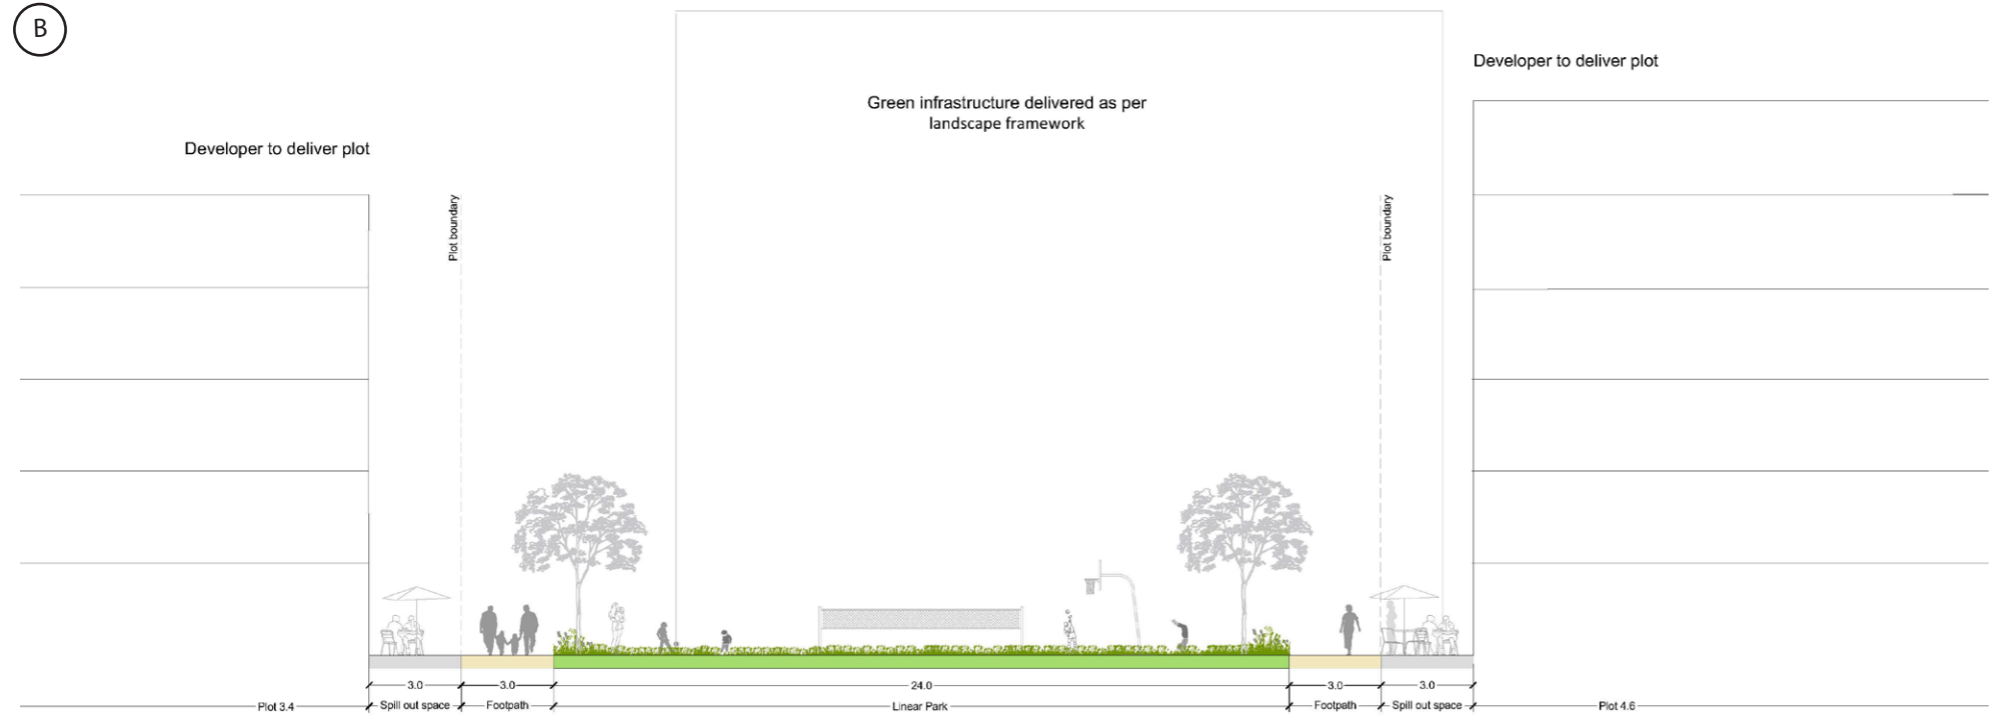 B
Developer to deliver plot
Green infrastructure delivered as per
landscape framework
Developer to deliver plot
Plot boundary
Plot boundary
3.0
3.0
24.0
3.0
3.0
Plot 3.4
Spill out space
Footpath
Linear Park
Footpath
Spill out space
Plot 4.6